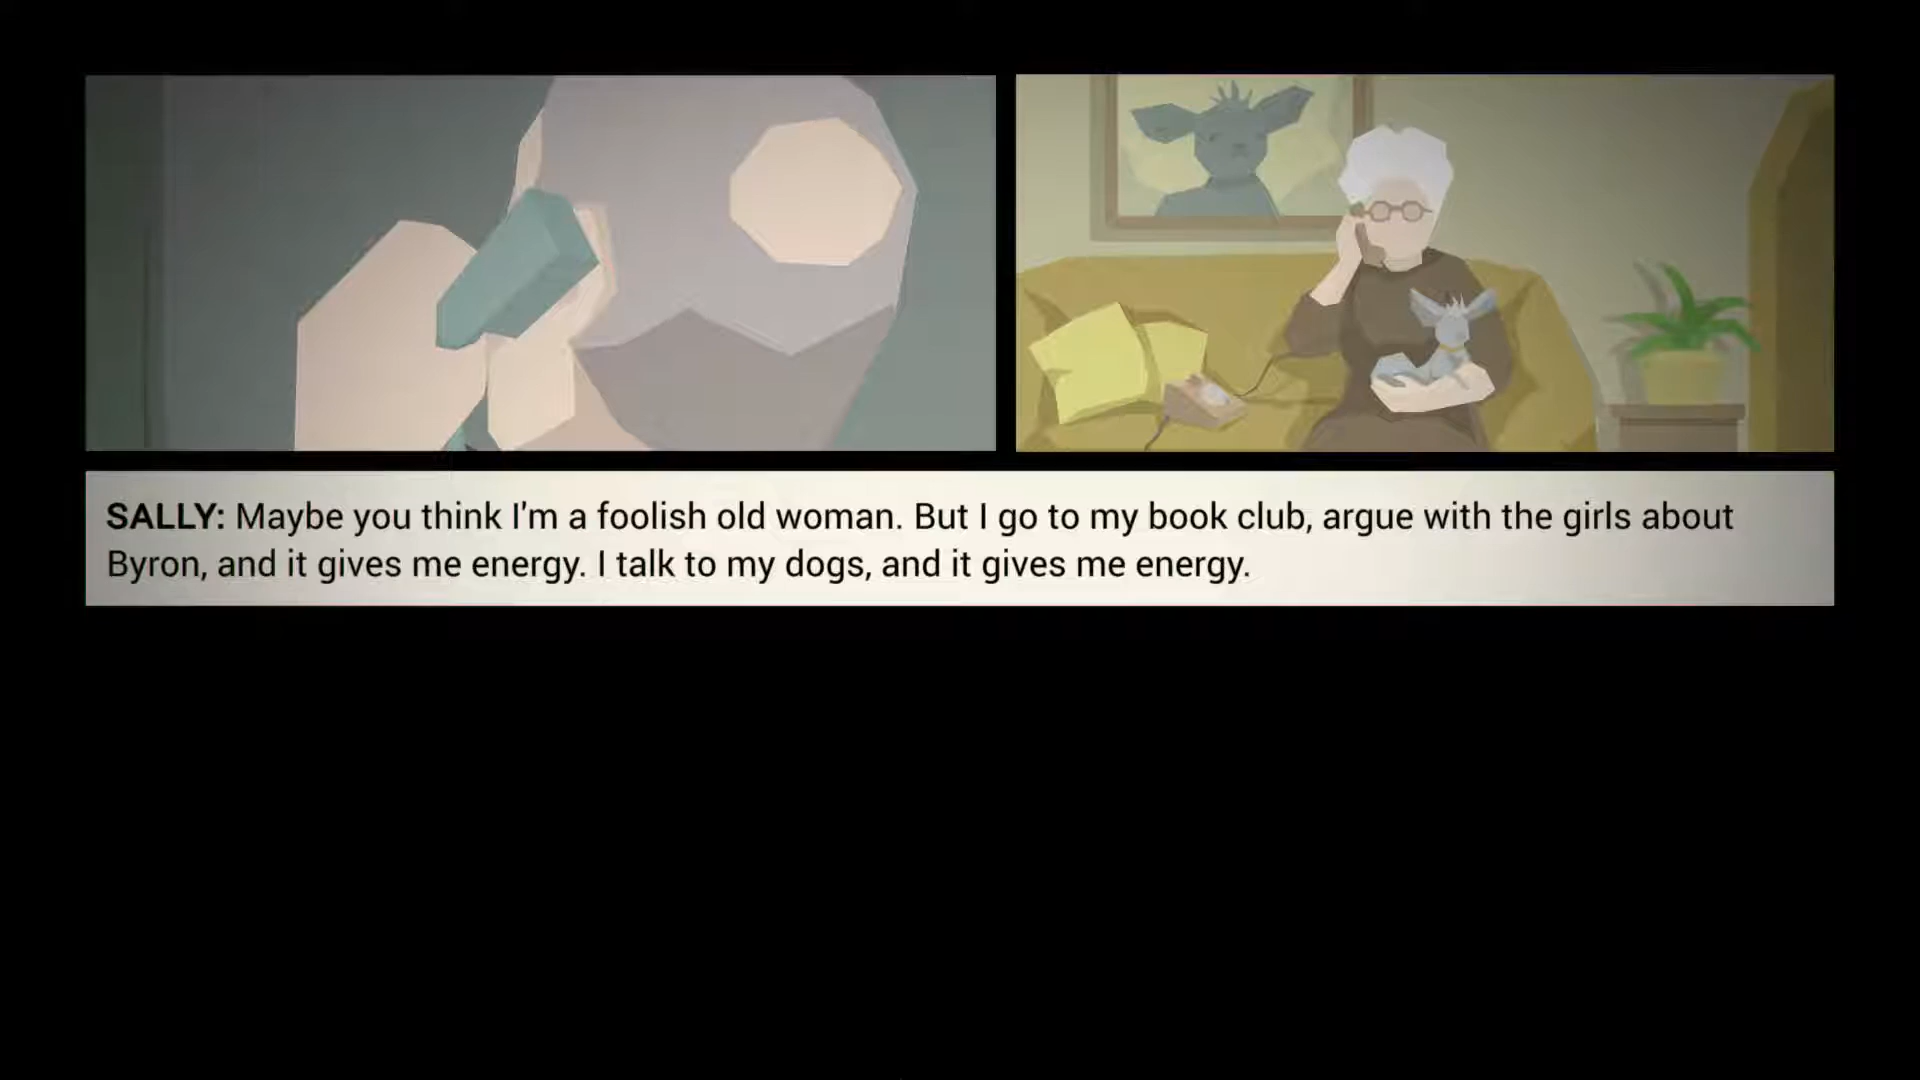 SALLY: Maybe you think I'm a foolish old woman. But I go to my book club, argue with the girls about
Byron, and it gives me energy. I talk to my dogs, and it gives me energy.